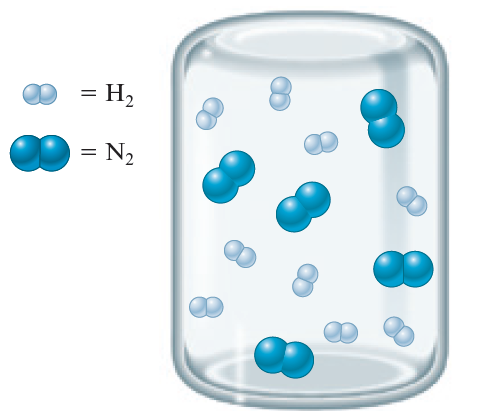 = H₂
= N₂